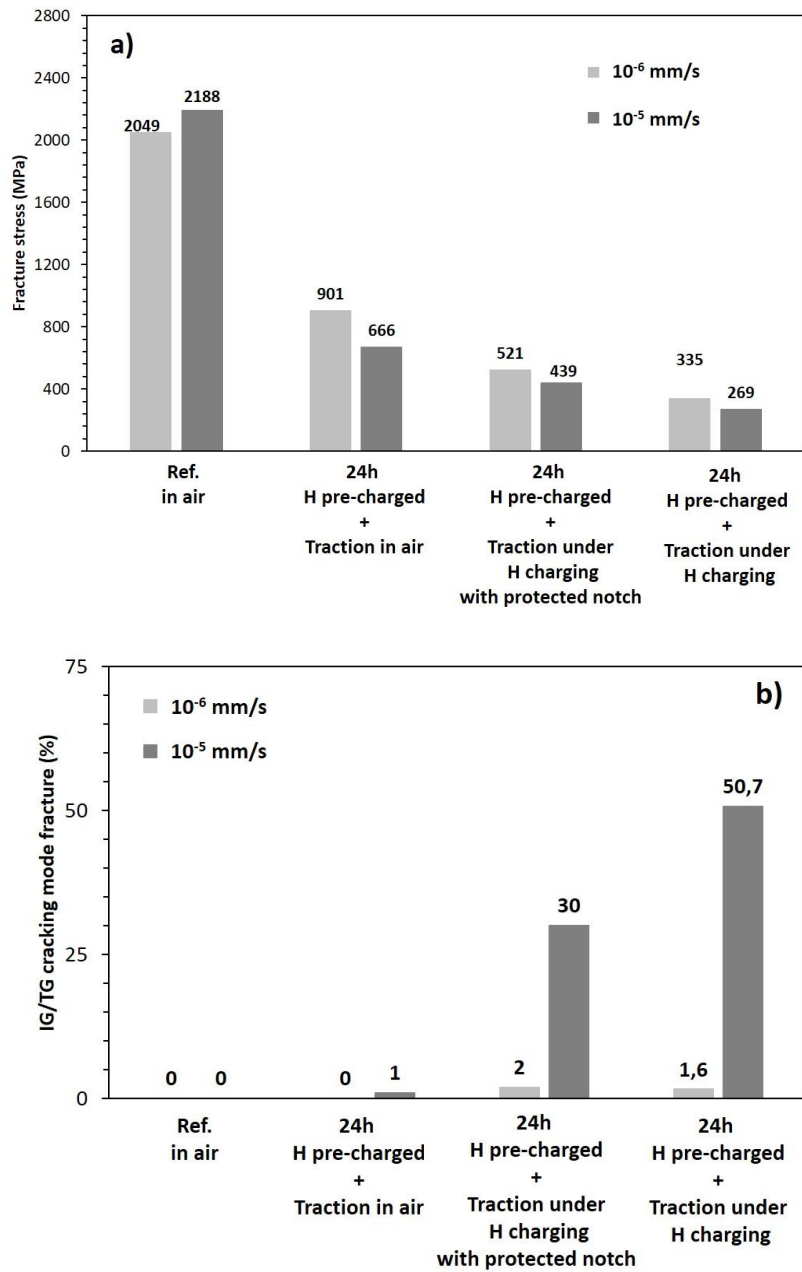 a)
10⁻⁶ mm/s
10⁻⁵ mm/s
Fracture stress (MPa)
2800
2400
2000
1600
1200
800
400
0
2049
2188
901
666
521
439
335
269
Ref.
in air
24h
H pre-charged
+
Traction in air
24h
H pre-charged
+
Traction under
H charging
with protected notch
24h
H pre-charged
+
Traction under
H charging
b)
10⁻⁶ mm/s
10⁻⁵ mm/s
IG/TG cracking mode fracture (%)
75
50
25
0
0
0
0
1
2
30
1,6
50,7
Ref.
in air
24h
H pre-charged
+
Traction in air
24h
H pre-charged
+
Traction under
H charging
with protected notch
24h
H pre-charged
+
Traction under
H charging